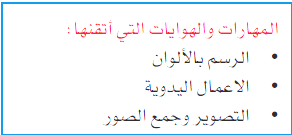 المهارات والهوايات التي أتقنها:
• الرسم بالألوان
• الاعمال اليدوية
• التصوير وجمع الصور